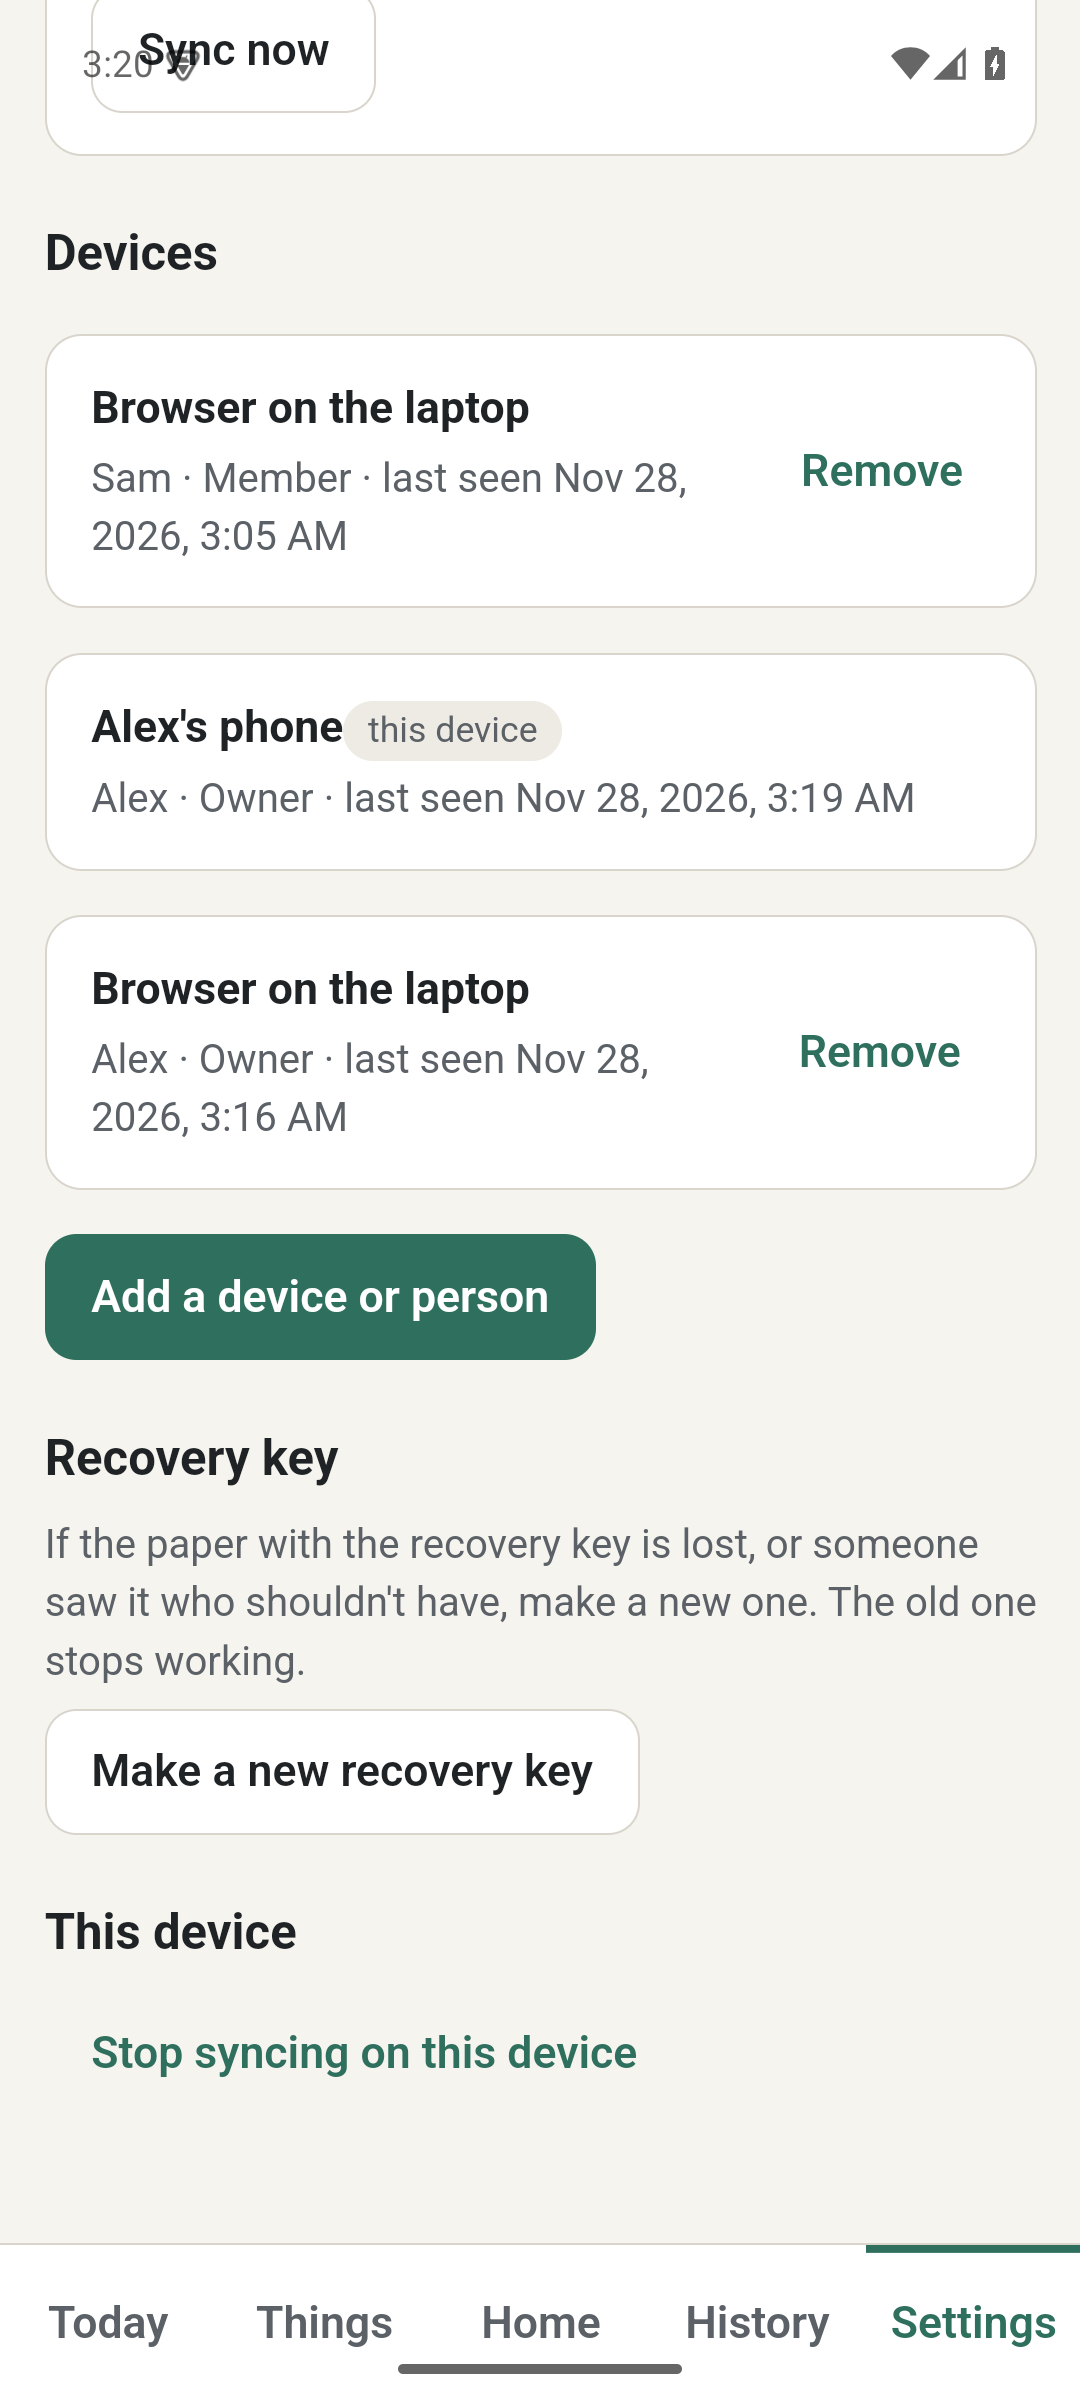 Sync now
3:20
Devices
Browser on the laptop
Sam · Member · last seen Nov 28,
2026, 3:05 AM
Remove
Alex's phone
this device
Alex · Owner · last seen Nov 28, 2026, 3:19 AM
Browser on the laptop
Alex · Owner · last seen Nov 28,
2026, 3:16 AM
Remove
Add a device or person
Recovery key
If the paper with the recovery key is lost, or someone
saw it who shouldn't have, make a new one. The old one
stops working.
Make a new recovery key
This device
Stop syncing on this device
Today
Things
Home
History
Settings